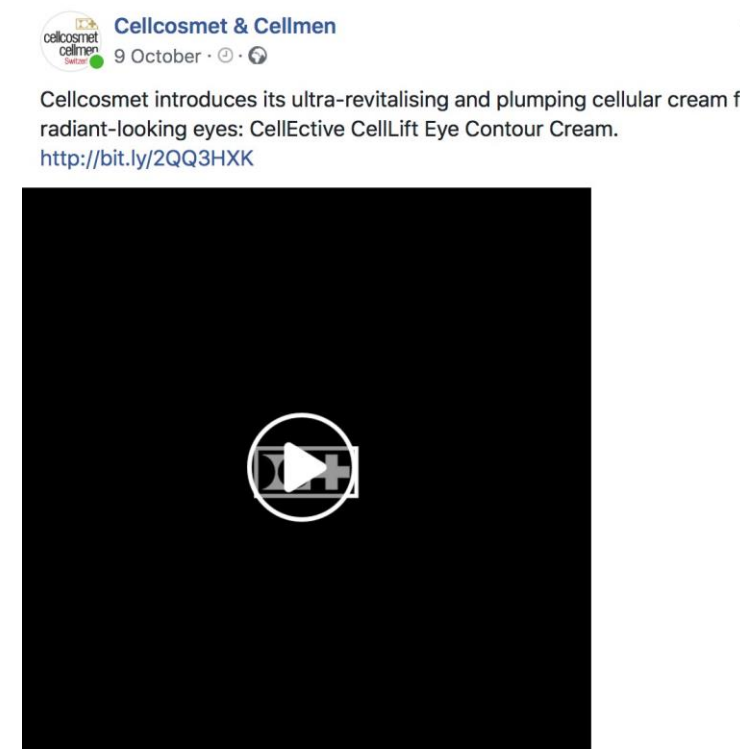 cellcosmet
cellmen
Switzer
Cellcosmet & Cellmen
9 October ·
Cellcosmet introduces its ultra-revitalising and plumping cellular cream f
radiant-looking eyes: CellEctive CellLift Eye Contour Cream.
http://bit.ly/2QQ3HXK